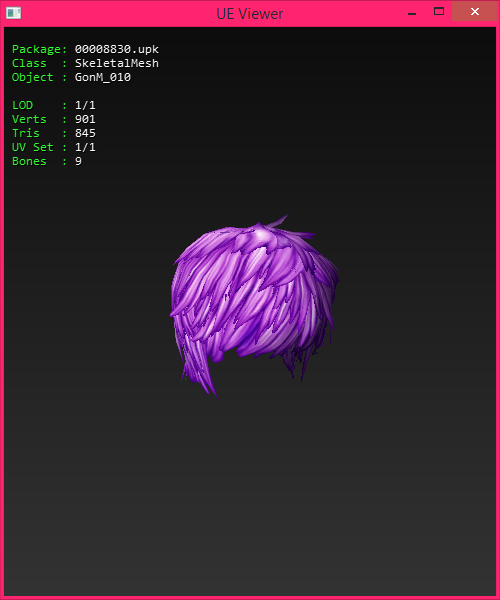 UE Viewer
Package: 00008830.upk
Class  : SkeletalMesh
Object : GonM_010
LOD    : 1/1
Verts  : 901
Tris   : 845
UV Set : 1/1
Bones  : 9